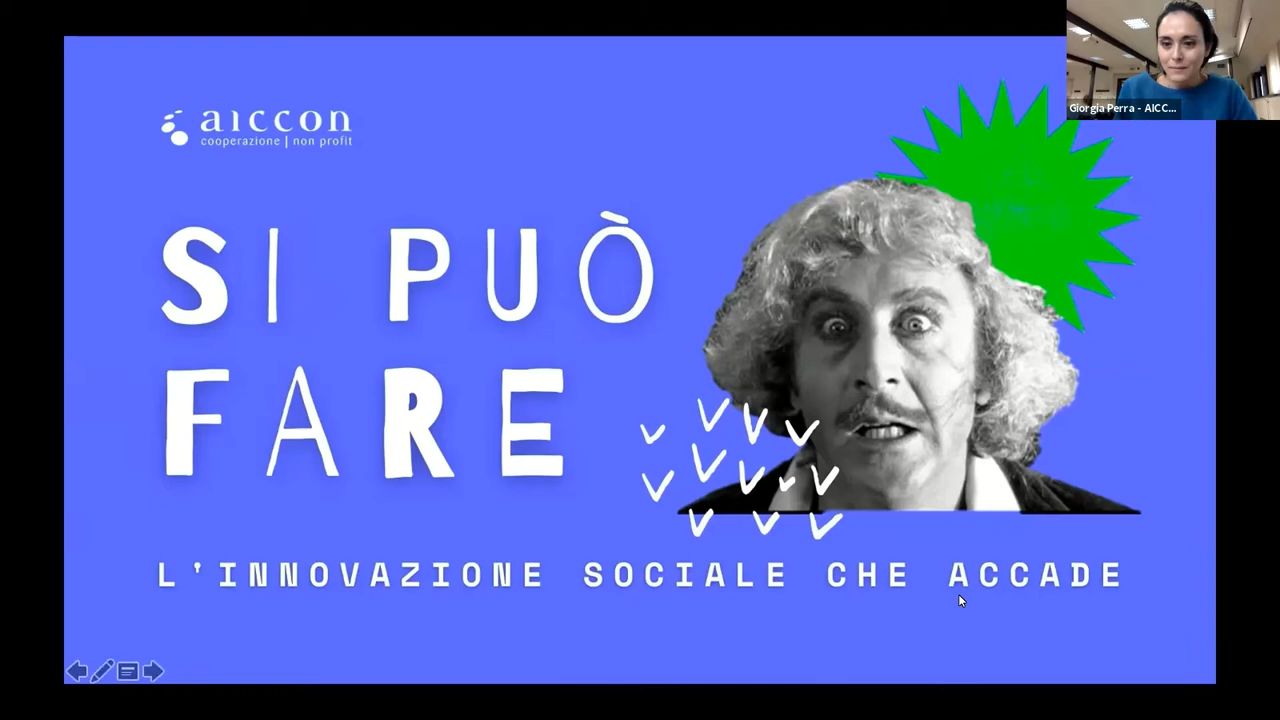 aiccon
cooperazione | non profit
Giorgia Perra - AICC...
SI PUÒ
FARE
L'INNOVAZIONE SOCIALE CHE ACCADE